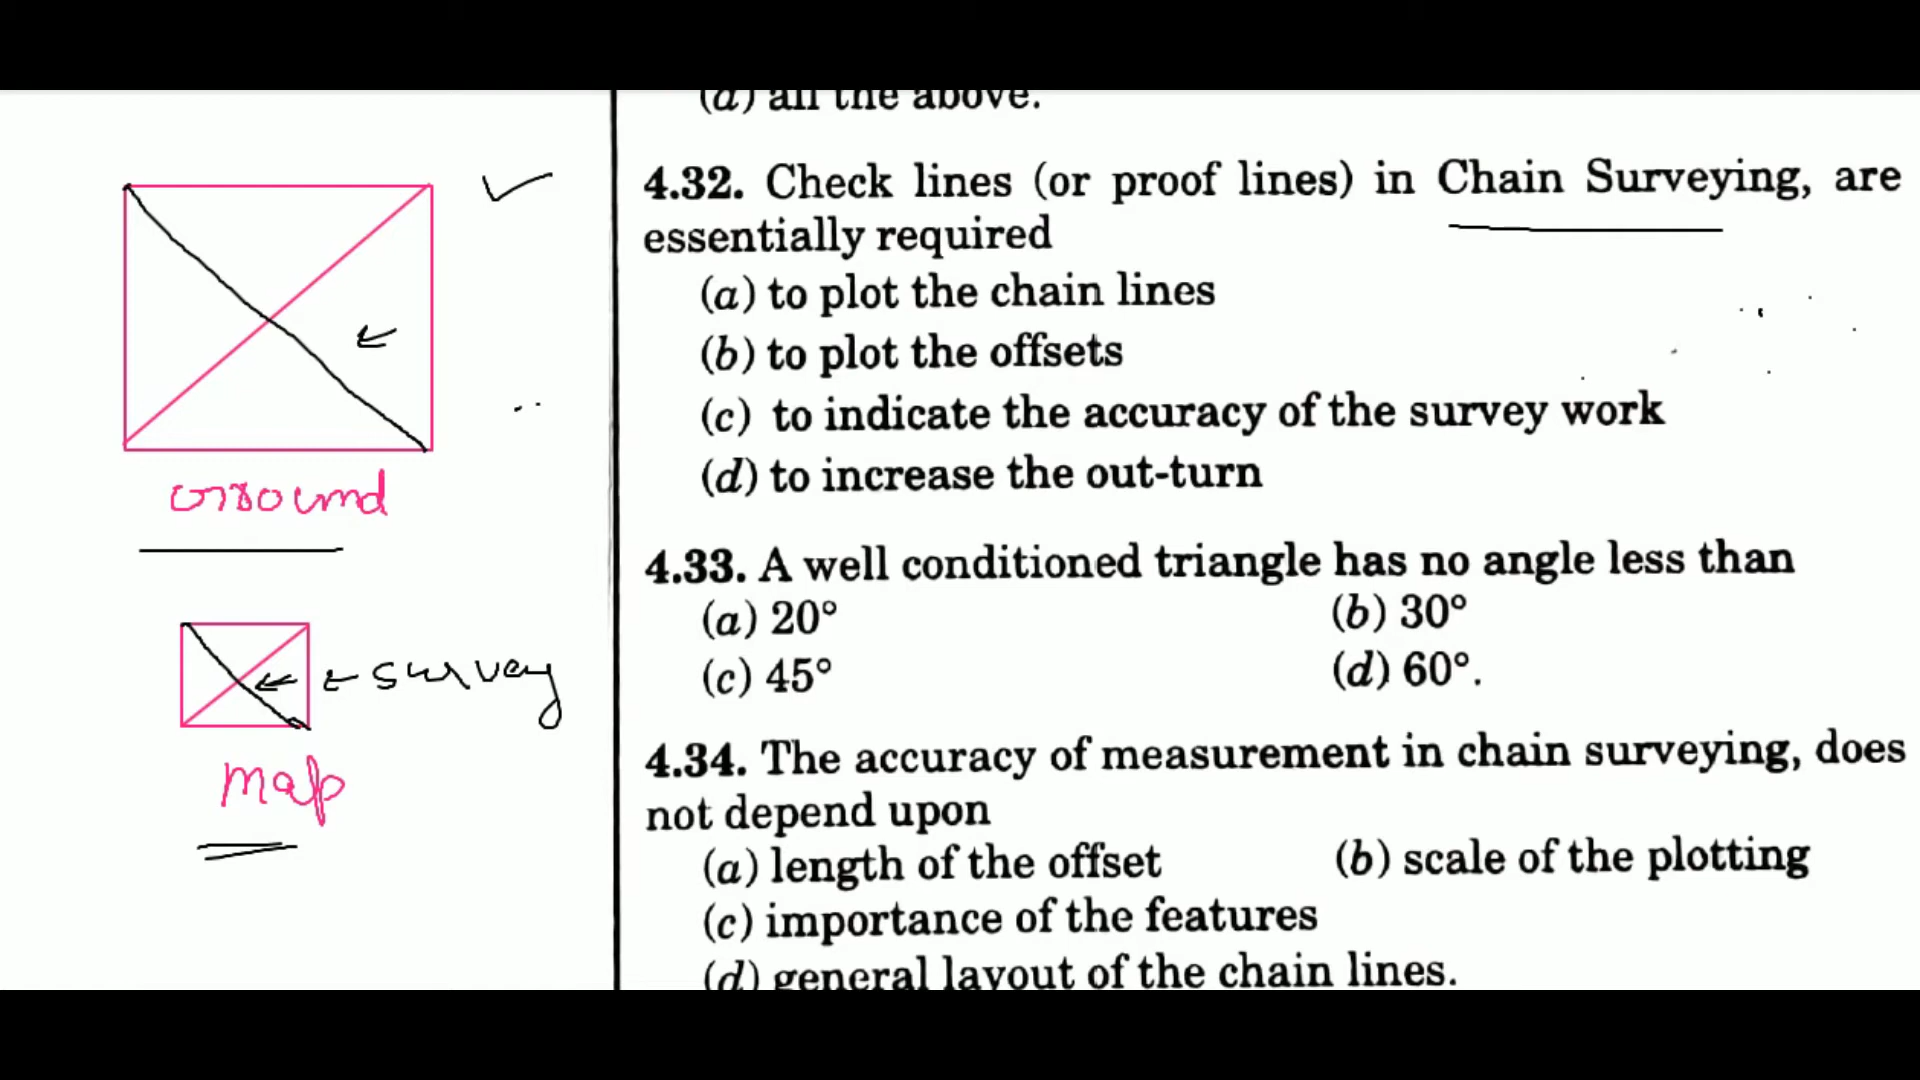 (d) all the above.
4.32. Check lines (or proof lines) in Chain Surveying, are
essentially required
(a) to plot the chain lines
(b) to plot the offsets
(c) to indicate the accuracy of the survey work
(d) to increase the out-turn
Ground
4.33. A well conditioned triangle has no angle less than
(a) 20° (b) 30°
(c) 45° (d) 60°.
survey
map
4.34. The accuracy of measurement in chain surveying, does
not depend upon
(a) length of the offset (b) scale of the plotting
(c) importance of the features
(d) general layout of the chain lines.